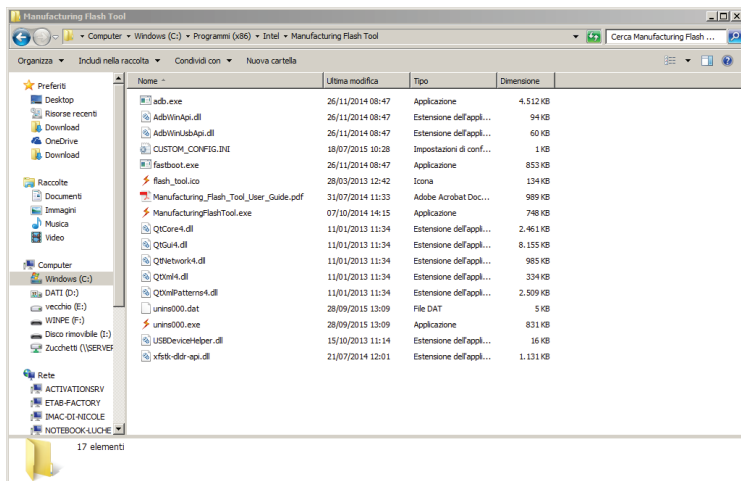 Manufacturing Flash Tool
Computer Windows (C:) Programmi (x86) Intel Manufacturing Flash Tool
Cerca Manufacturing Flash ...
Organizza Includi nella raccolta Condividi con Nuova cartella
Preferiti
Desktop
Risorse recenti
Download
OneDrive
Download
Raccolte
Documenti
Immagini
Musica
Video
Computer
Windows (C:)
DATI (D:)
vecchio (E:)
WINPE (F:)
Disco rimovibile (I:)
Zucchetti (\\SERVER
Rete
ACTIVATIONSRV
ETAB-FACTORY
IMAC-DI-NICOLE
NOTEBOOK-LUCHE
Nome Ultima modifica Tipo Dimensione
adb.exe 26/11/2014 08:47 Applicazione 4.512 KB
AdbWinApi.dll 26/11/2014 08:47 Estensione dell'appli... 94 KB
AdbWinUsbApi.dll 26/11/2014 08:47 Estensione dell'appli... 60 KB
CUSTOM_CONFIG.INI 18/07/2015 10:28 Impostazioni di conf... 1 KB
fastboot.exe 26/11/2014 08:47 Applicazione 853 KB
flash_tool.ico 28/03/2013 12:42 Icona 134 KB
Manufacturing_Flash_Tool_User_Guide.pdf 31/07/2014 11:33 Adobe Acrobat Doc... 989 KB
ManufacturingFlashTool.exe 07/10/2014 14:15 Applicazione 748 KB
QtCore4.dll 11/01/2013 11:34 Estensione dell'appli... 2.461 KB
QtGui4.dll 11/01/2013 11:34 Estensione dell'appli... 8.155 KB
QtNetwork4.dll 11/01/2013 11:34 Estensione dell'appli... 985 KB
QtXml4.dll 11/01/2013 11:34 Estensione dell'appli... 334 KB
QtXmlPatterns4.dll 11/01/2013 11:34 Estensione dell'appli... 2.509 KB
unins000.dat 28/09/2015 13:09 File DAT 5 KB
unins000.exe 28/09/2015 13:09 Applicazione 831 KB
USBDeviceHelper.dll 15/10/2013 11:14 Estensione dell'appli... 16 KB
xfstk-dldr-api.dll 21/07/2014 12:01 Estensione dell'appli... 1.131 KB
17 elementi